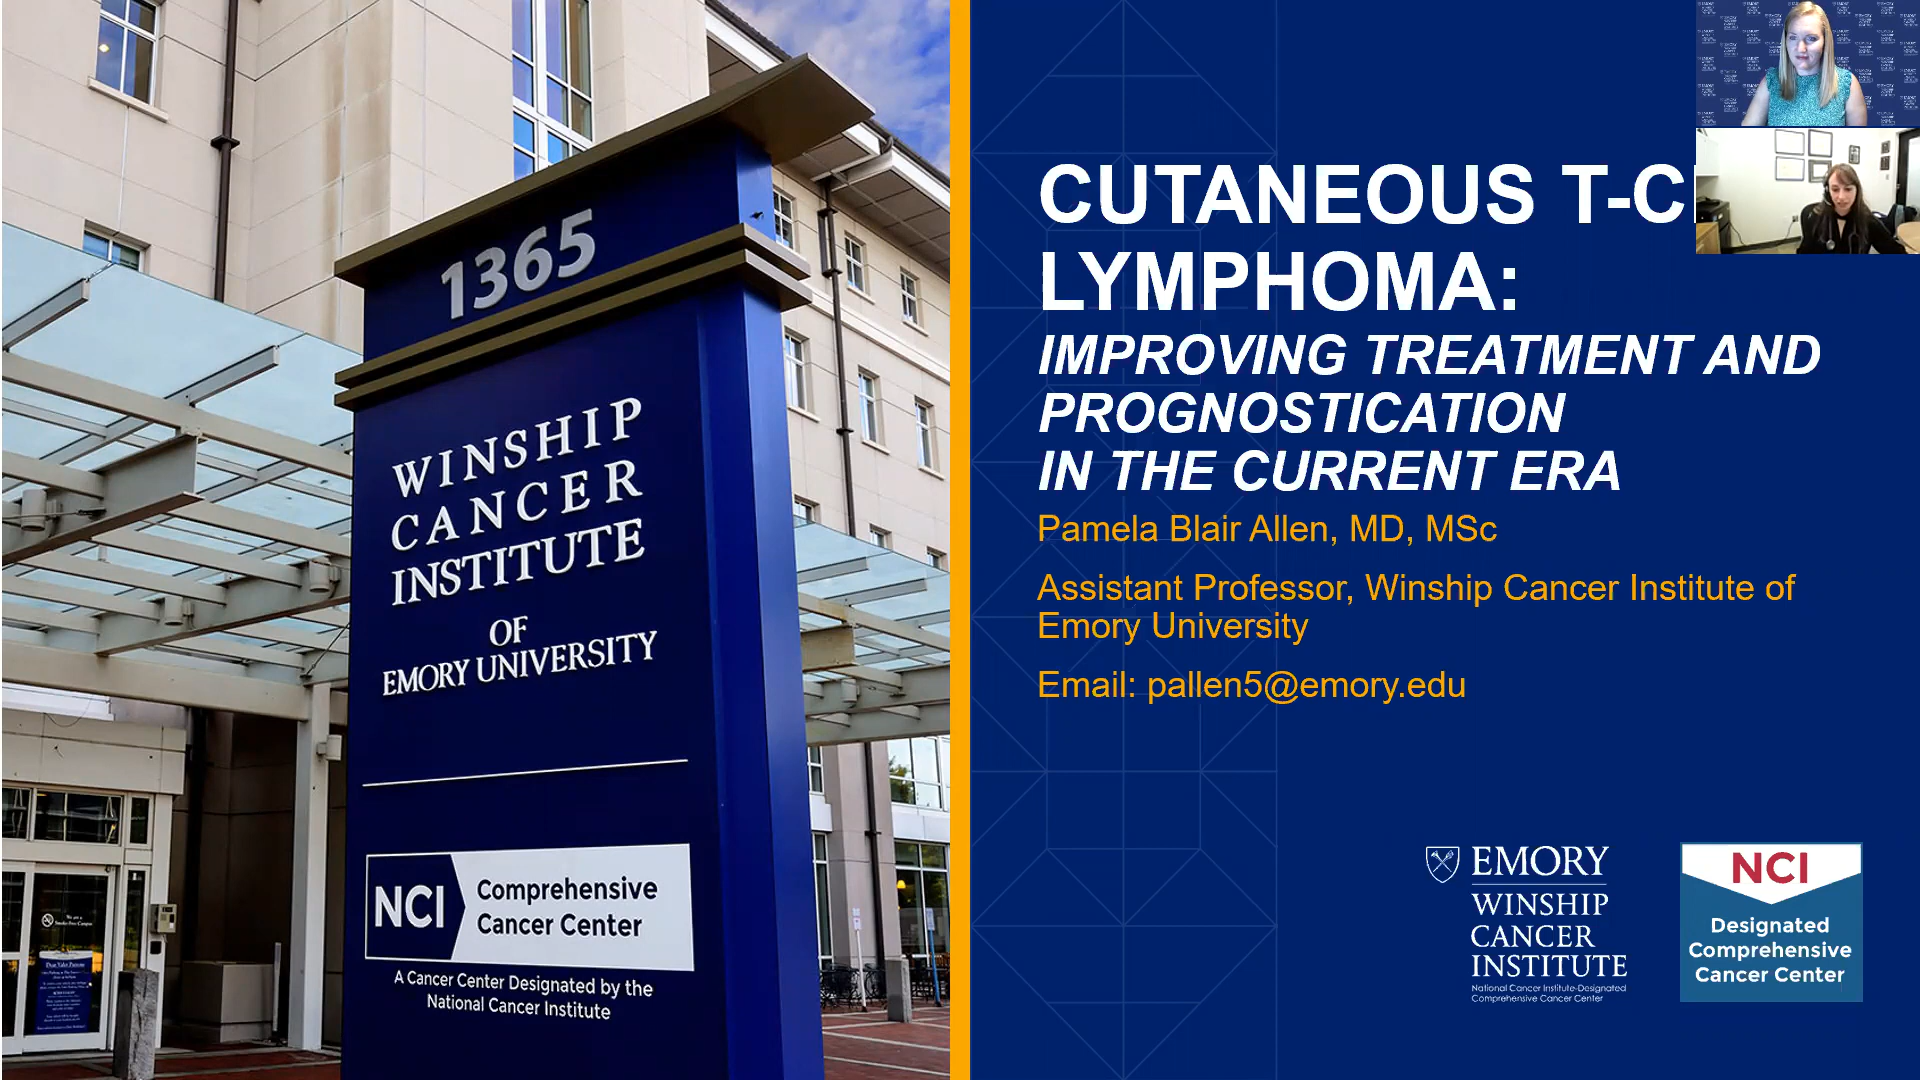 1365
WINSHIP
CANCER
INSTITUTE
OF
EMORY UNIVERSITY
NCI
Comprehensive
Cancer Center
A Cancer Center Designated by the
National Cancer Institute
CUTANEOUS T-C
LYMPHOMA:
IMPROVING TREATMENT AND
PROGNOSTICATION
IN THE CURRENT ERA
Pamela Blair Allen, MD, MSc
Assistant Professor, Winship Cancer Institute of
Emory University
Email: pallen5@emory.edu
EMORY
WINSHIP
CANCER
INSTITUTE
National Cancer Institute-Designated
Comprehensive Cancer Center
NCI
Designated
Comprehensive
Cancer Center